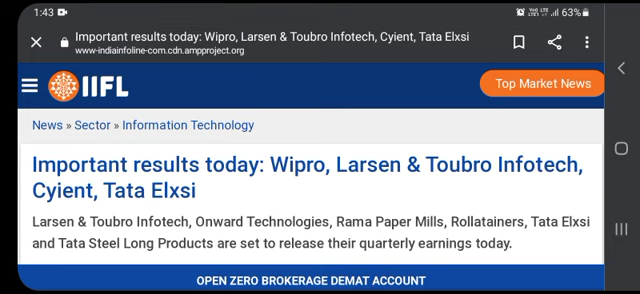 1:43
63%
Important results today: Wipro, Larsen & Toubro Infotech, Cyient, Tata Elxsi
www-indiainfoline-com.cdn.ampproject.org
IIFL
Top Market News
News » Sector » Information Technology
Important results today: Wipro, Larsen & Toubro Infotech,
Cyient, Tata Elxsi
Larsen & Toubro Infotech, Onward Technologies, Rama Paper Mills, Rollatainers, Tata Elxsi
and Tata Steel Long Products are set to release their quarterly earnings today.
OPEN ZERO BROKERAGE DEMAT ACCOUNT